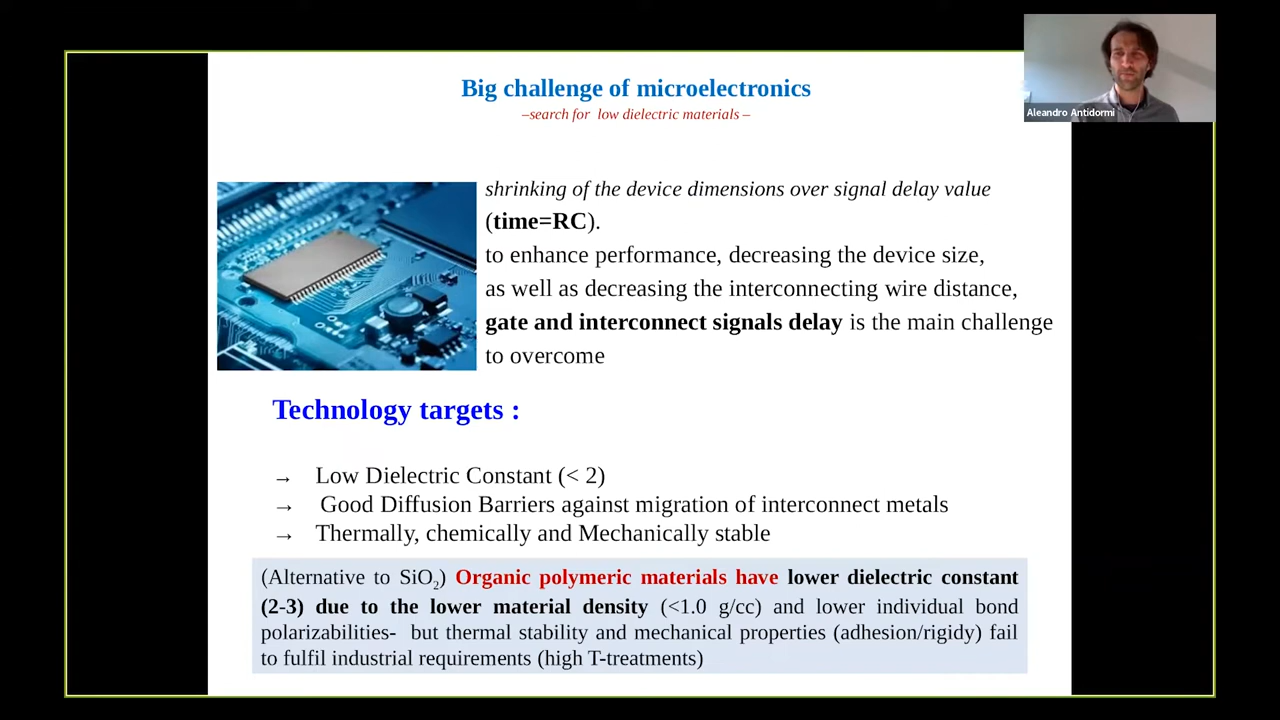 Big challenge of microelectronics
–search for low dielectric materials –
Aleandro Antidormi
shrinking of the device dimensions over signal delay value
(time=RC).
to enhance performance, decreasing the device size,
as well as decreasing the interconnecting wire distance,
gate and interconnect signals delay is the main challenge
to overcome
Technology targets :
→ Low Dielectric Constant (< 2)
→ Good Diffusion Barriers against migration of interconnect metals
→ Thermally, chemically and Mechanically stable
(Alternative to SiO2) Organic polymeric materials have lower dielectric constant
(2-3) due to the lower material density (<1.0 g/cc) and lower individual bond
polarizabilities- but thermal stability and mechanical properties (adhesion/rigidy) fail
to fulfil industrial requirements (high T-treatments)